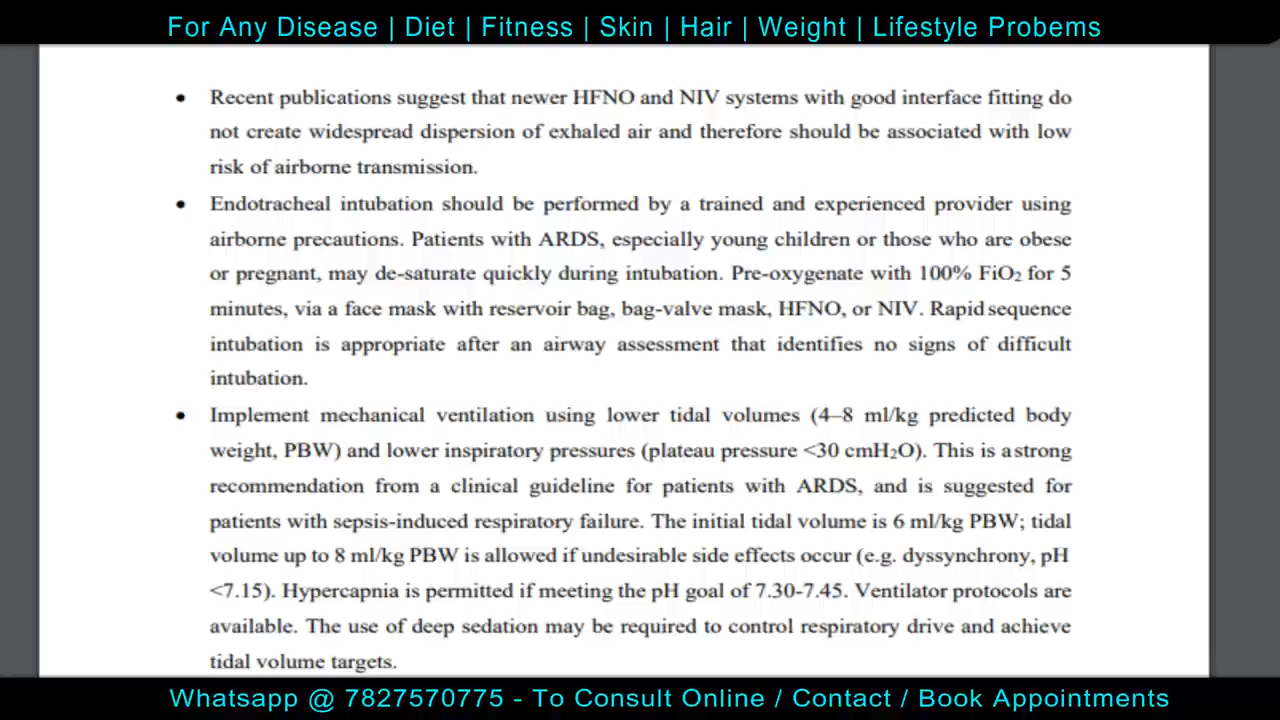 For Any Disease | Diet | Fitness | Skin | Hair | Weight | Lifestyle Probems
• Recent publications suggest that newer HFNO and NIV systems with good interface fitting do
not create widespread dispersion of exhaled air and therefore should be associated with low
risk of airborne transmission.
• Endotracheal intubation should be performed by a trained and experienced provider using
airborne precautions. Patients with ARDS, especially young children or those who are obese
or pregnant, may de-saturate quickly during intubation. Pre-oxygenate with 100% FiO₂ for 5
minutes, via a face mask with reservoir bag, bag-valve mask, HFNO, or NIV. Rapid sequence
intubation is appropriate after an airway assessment that identifies no signs of difficult
intubation.
• Implement mechanical ventilation using lower tidal volumes (4–8 ml/kg predicted body
weight, PBW) and lower inspiratory pressures (plateau pressure <30 cmH₂O). This is a strong
recommendation from a clinical guideline for patients with ARDS, and is suggested for
patients with sepsis-induced respiratory failure. The initial tidal volume is 6 ml/kg PBW; tidal
volume up to 8 ml/kg PBW is allowed if undesirable side effects occur (e.g. dyssynchrony, pH
<7.15). Hypercapnia is permitted if meeting the pH goal of 7.30-7.45. Ventilator protocols are
available. The use of deep sedation may be required to control respiratory drive and achieve
tidal volume targets.
Whatsapp @ 7827570775 - To Consult Online / Contact / Book Appointments